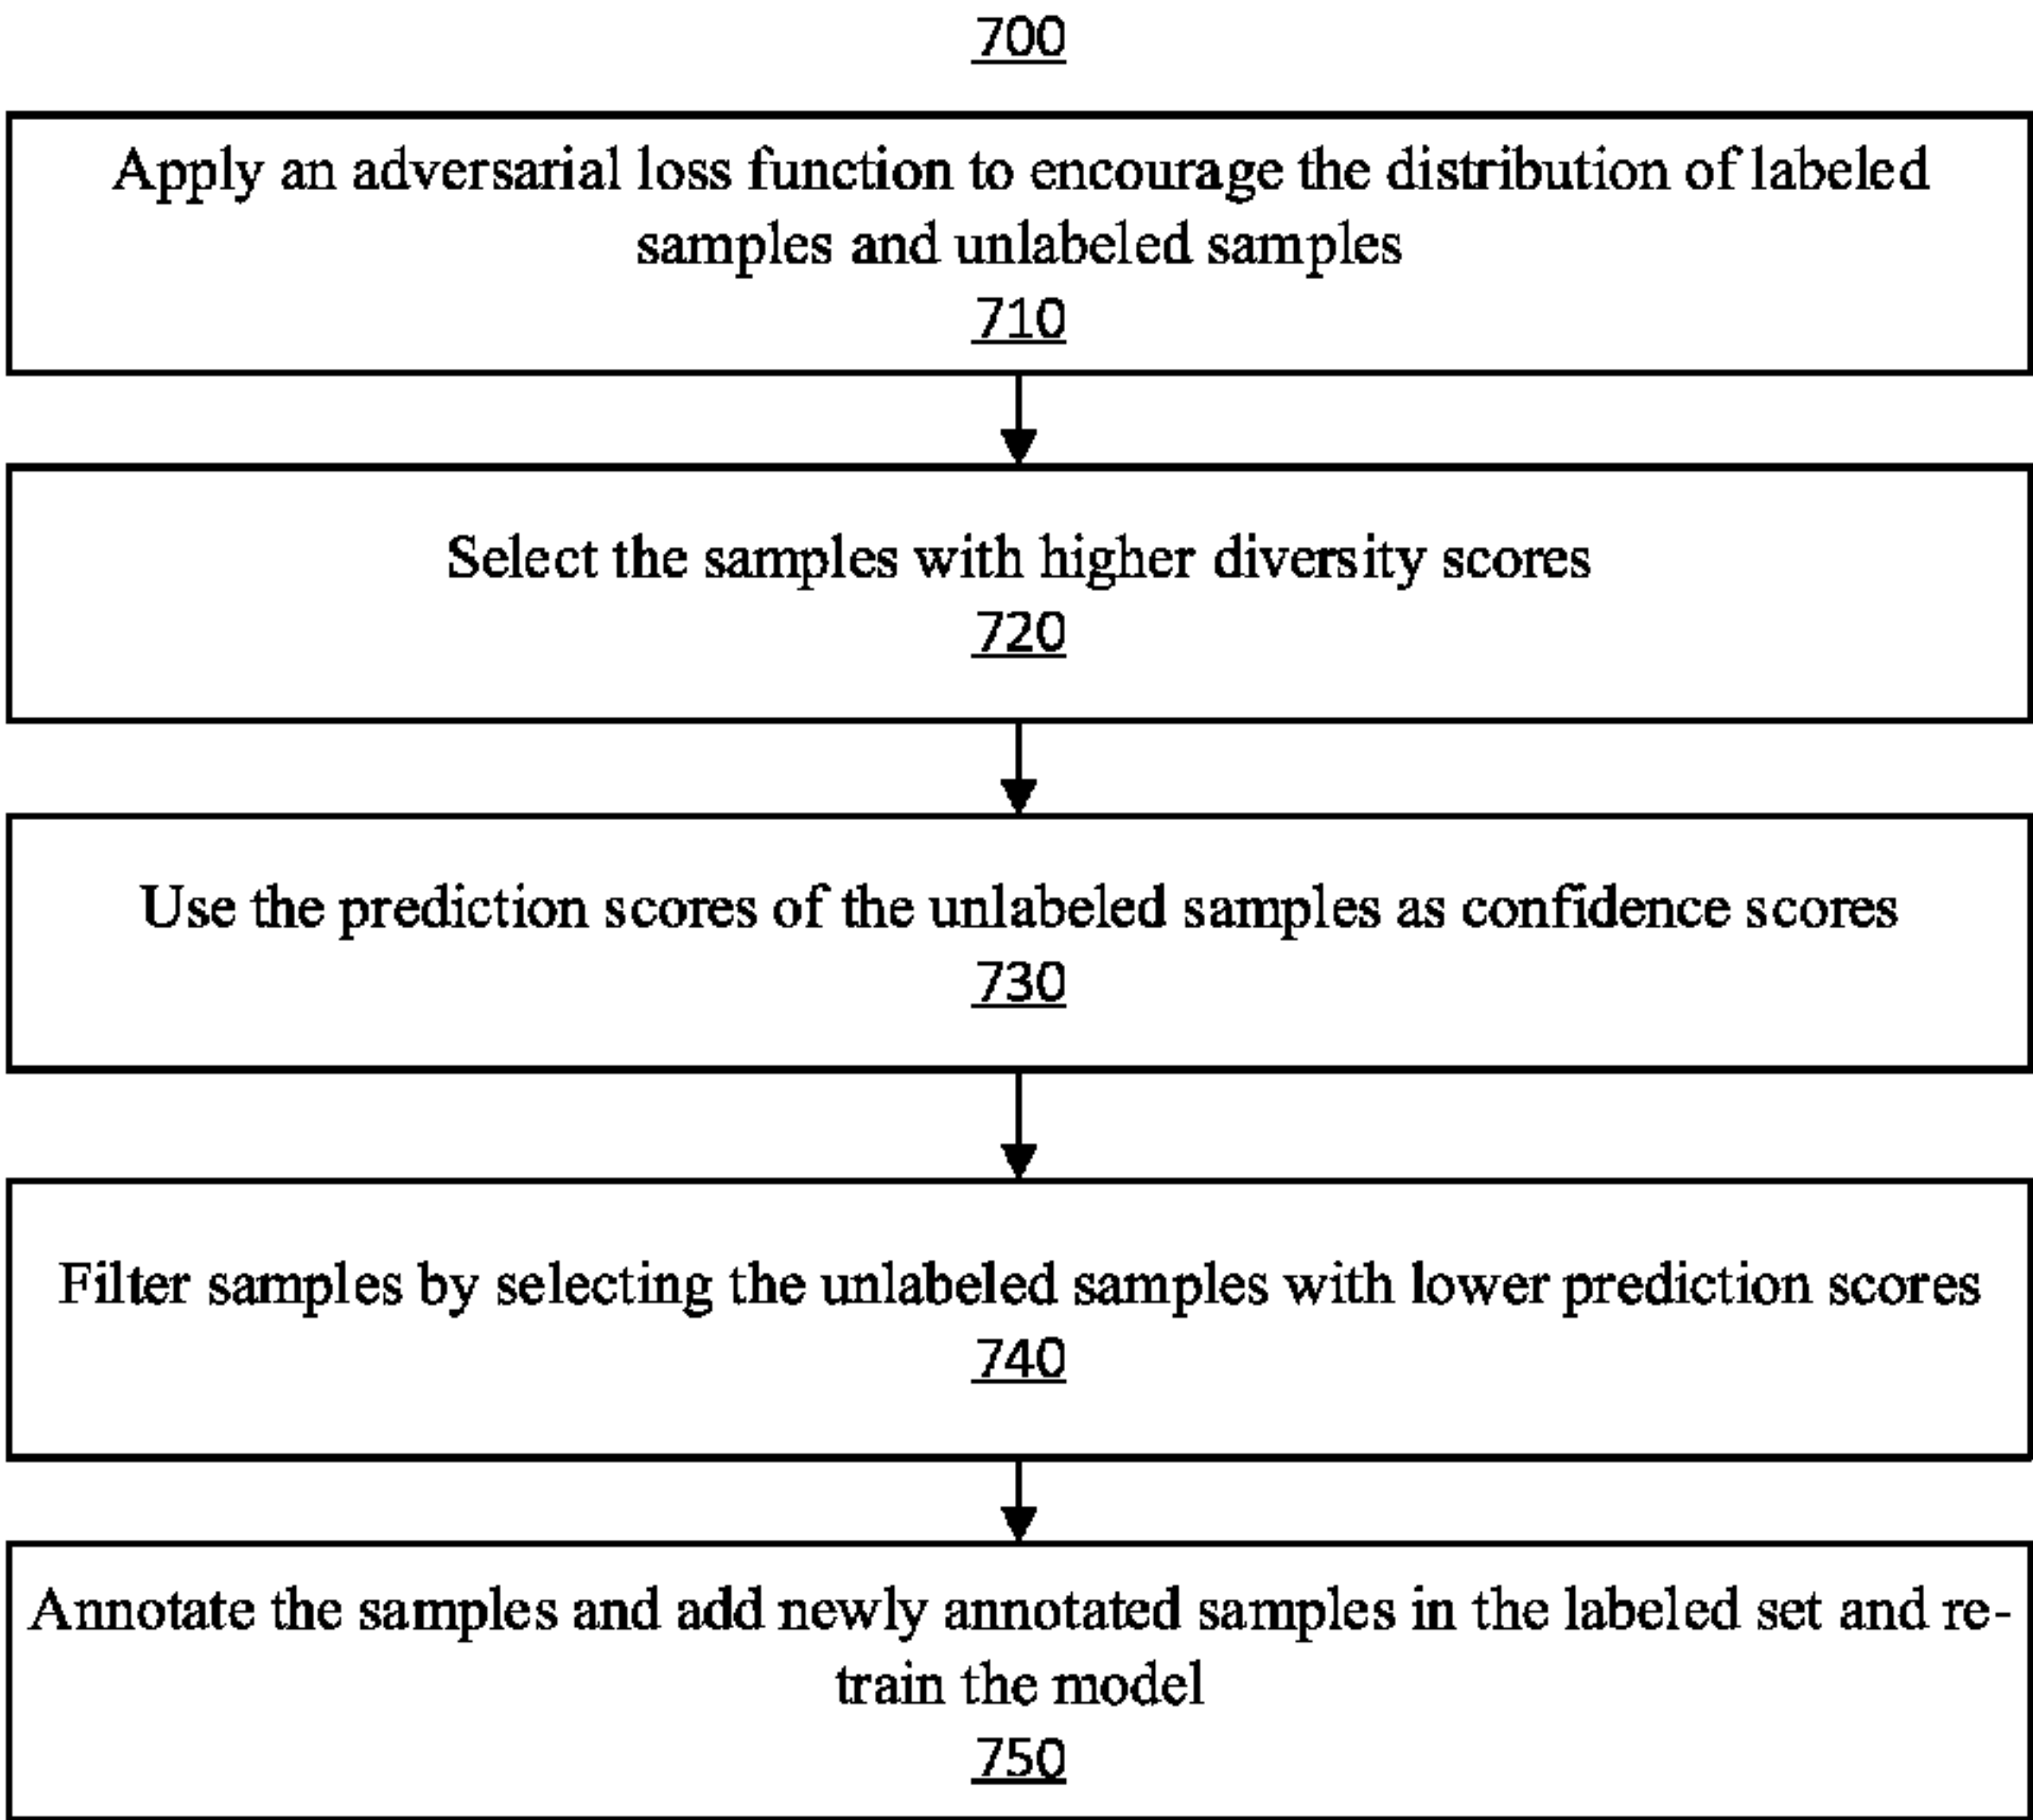 700
Apply an adversarial loss function to encourage the distribution of labeled
samples and unlabeled samples
710
Select the samples with higher diversity scores
720
Use the prediction scores of the unlabeled samples as confidence scores
730
Filter samples by selecting the unlabeled samples with lower prediction scores
740
Annotate the samples and add newly annotated samples in the labeled set and re-
train the model
750